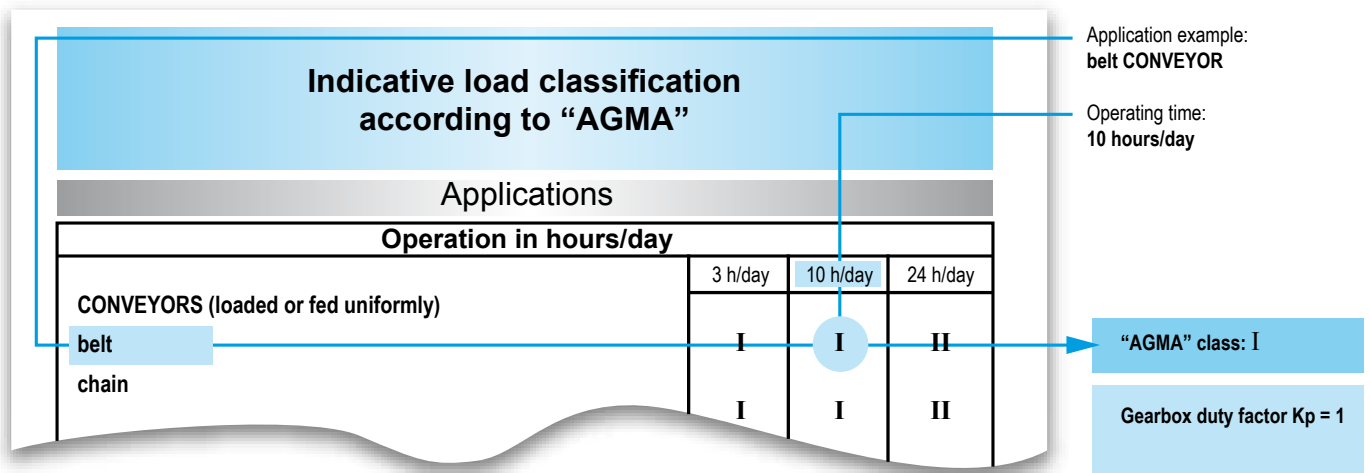 Indicative load classification
according to “AGMA”
Applications
Operation in hours/day
3 h/day 10 h/day 24 h/day
CONVEYORS (loaded or fed uniformly)
belt I I II
chain
I I II
Application example:
belt CONVEYOR
Operating time:
10 hours/day
“AGMA” class: I
Gearbox duty factor Kp = 1